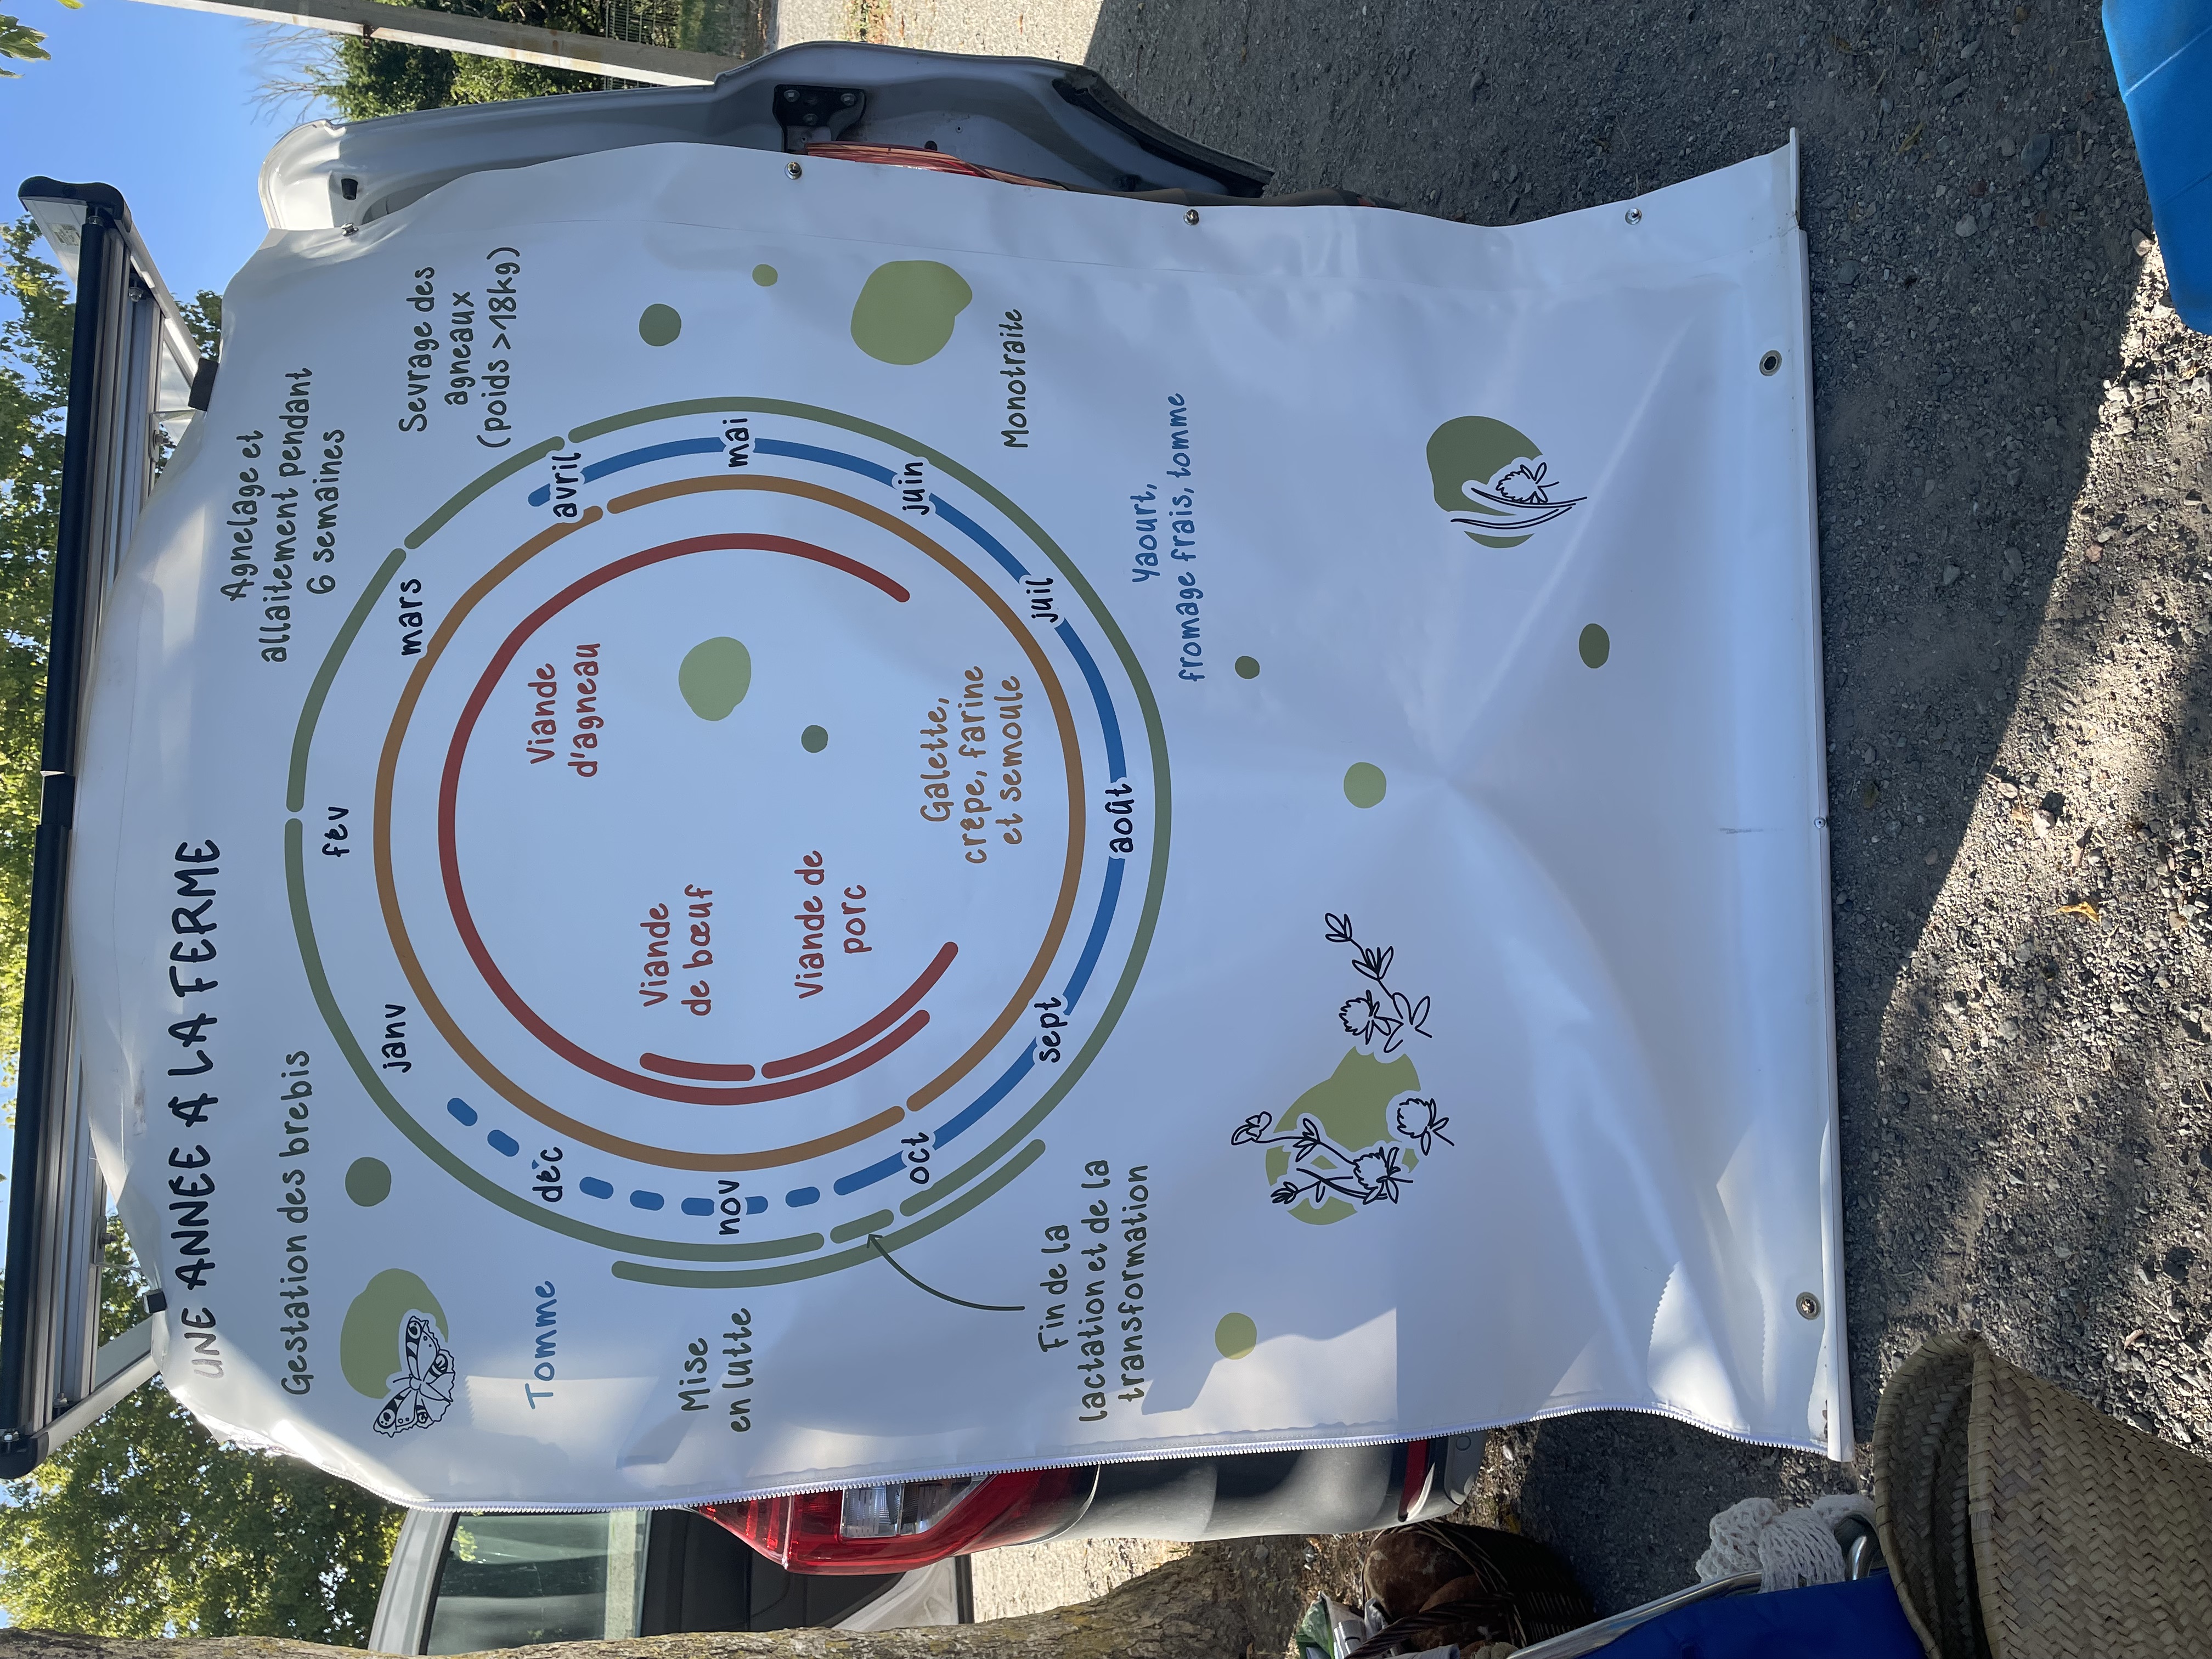 UNE ANNÉE À LA FERME
Gestation des brebis
Agnelage et
allaitement pendant
6 semaines
Sevrage des
agneaux
(poids >18kg)
fév
janv
mars
Tomme
déc
avril
Viande
d'agneau
Viande
de bœuf
Mise
en lutte
nov
mai
Viande de
porc
oct
juin
Galette,
crêpe, farine
et semoule
Monotraite
Fin de la
lactation et de la
transformation
sept
juil
août
Yaourt,
fromage frais, tomme